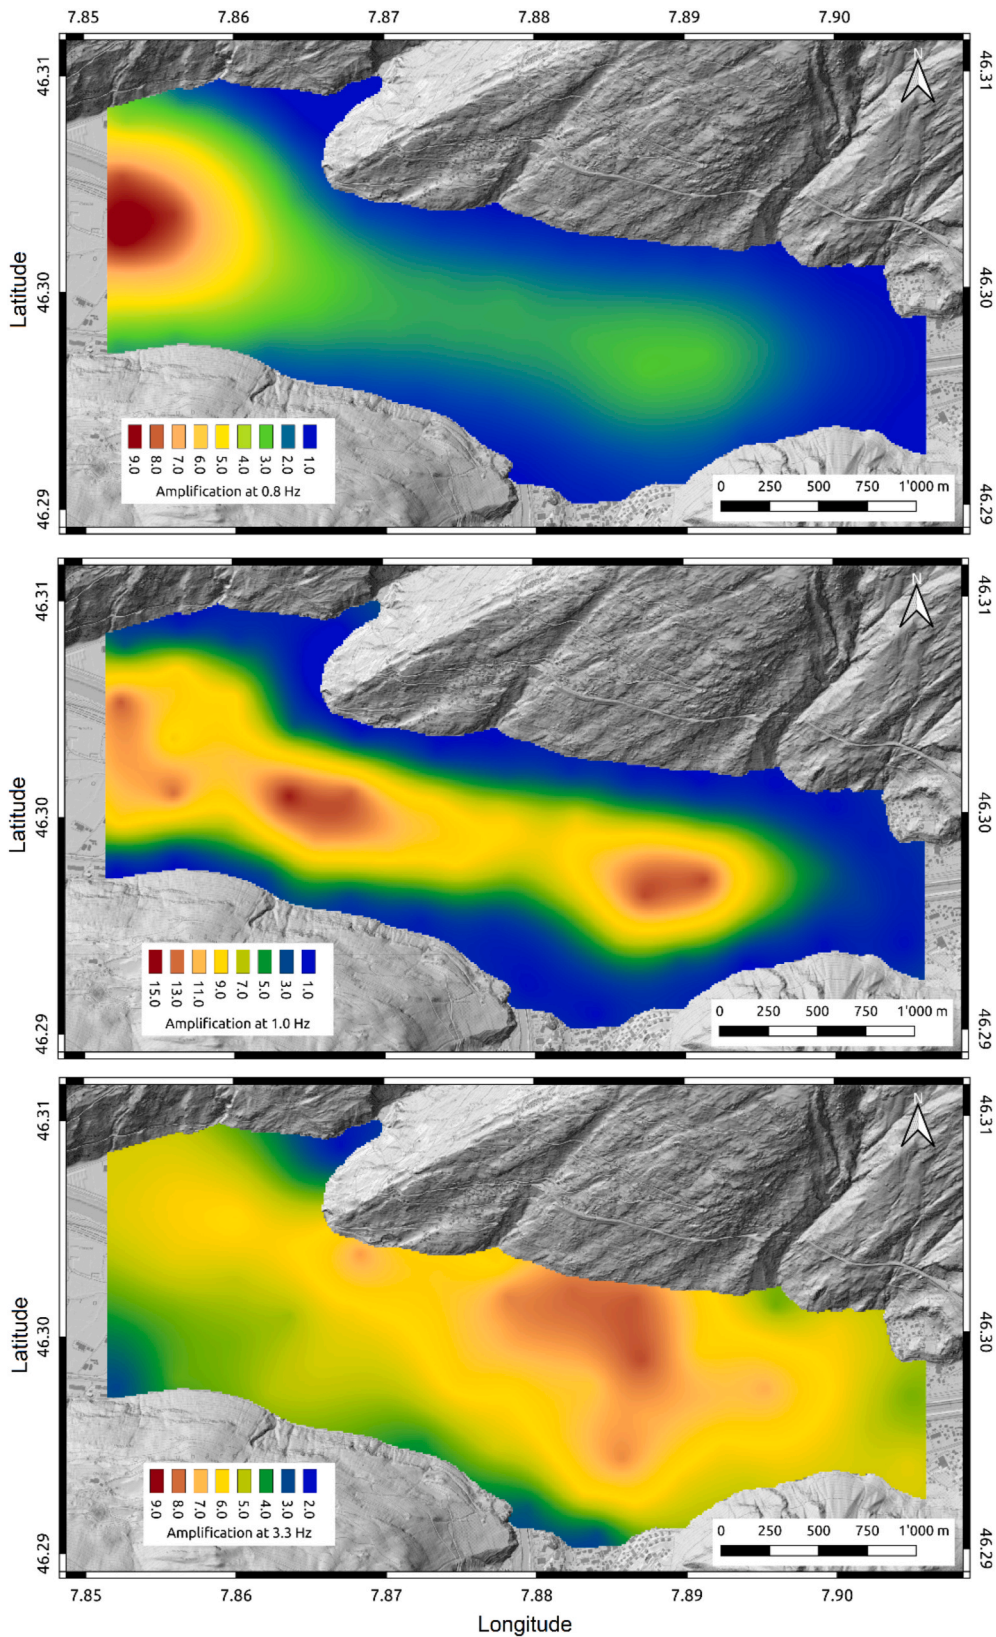 7.85 7.86 7.87 7.88 7.89 7.90
N
46.31 46.31
Latitude
46.30 46.30
9.0 8.0 7.0 6.0 5.0 4.0 3.0 2.0 1.0
Amplification at 0.8 Hz
0 250 500 750 1'000 m
46.29 46.29
N
46.31 46.31
Latitude
46.30 46.30
15.0 13.0 11.0 9.0 7.0 5.0 3.0 1.0
Amplification at 1.0 Hz
0 250 500 750 1'000 m
46.29 46.29
N
46.31 46.31
Latitude
46.30 46.30
9.0 8.0 7.0 6.0 5.0 4.0 3.0 2.0
Amplification at 3.3 Hz
0 250 500 750 1'000 m
46.29 46.29
7.85 7.86 7.87 7.88 7.89 7.90
Longitude